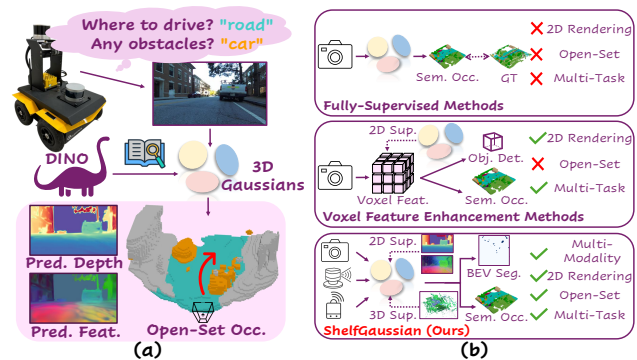 Where to drive? "road"
Any obstacles? "car"
DINO
3D
Gaussians
Pred. Depth
Pred. Feat.
Open-Set Occ.
(a)
Sem. Occ.
GT
2D Rendering
Open-Set
Multi-Task
Fully-Supervised Methods
2D Sup.
Voxel Feat.
Obj. Det.
Sem. Occ.
2D Rendering
Open-Set
Multi-Task
Voxel Feature Enhancement Methods
2D Sup.
3D Sup.
BEV Seg.
Sem. Occ.
Multi-
Modality
2D Rendering
Open-Set
Multi-Task
ShelfGaussian (Ours)
(b)